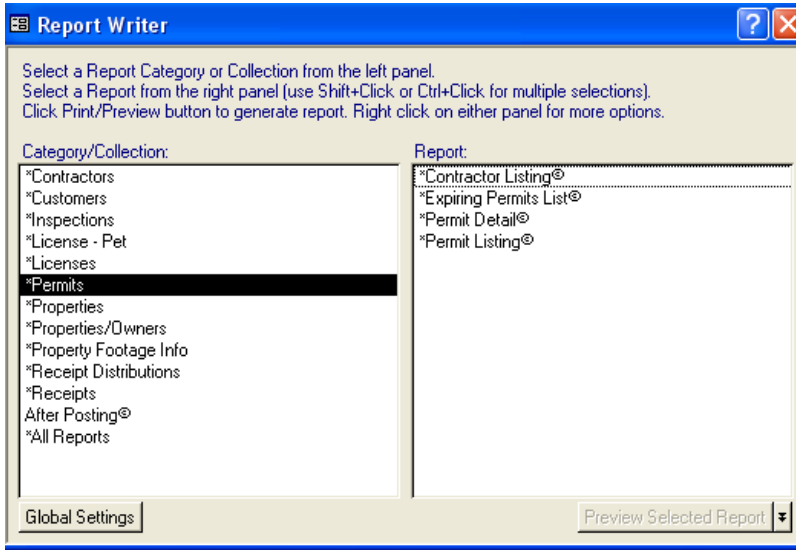 Report Writer
Select a Report Category or Collection from the left panel.
Select a Report from the right panel (use Shift+Click or Ctrl+Click for multiple selections).
Click Print/Preview button to generate report. Right click on either panel for more options.
Category/Collection:
*Contractors
*Customers
*Inspections
*License - Pet
*Licenses
*Permits
*Properties
*Properties/Owners
*Property Footage Info
*Receipt Distributions
*Receipts
After Posting©
*All Reports
Report:
*Contractor Listing©
*Expiring Permits List©
*Permit Detail©
*Permit Listing©
Global Settings
Preview Selected Report